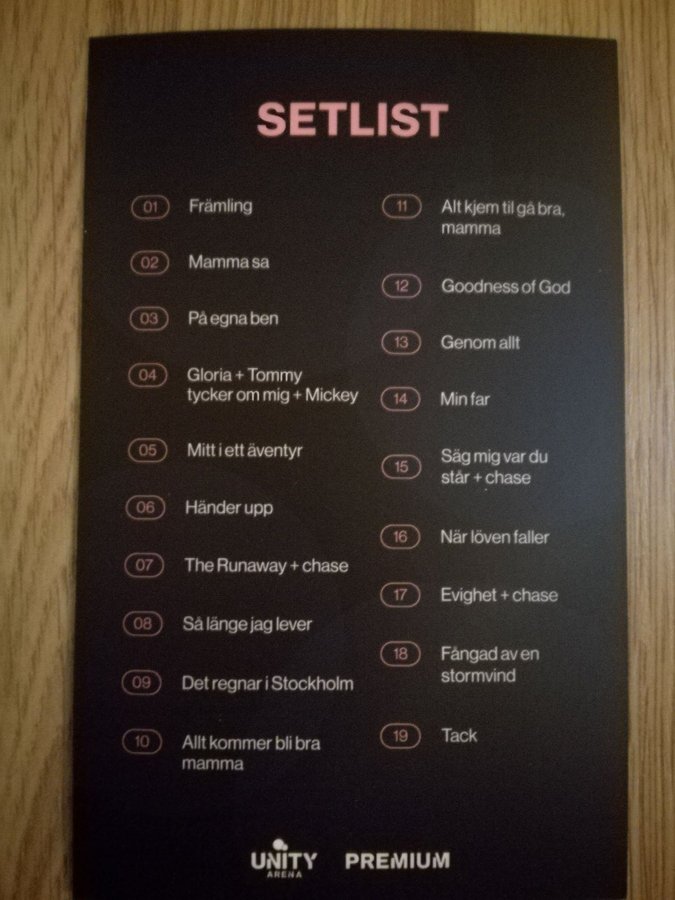 SETLIST
01 Främling
02 Mamma sa
03 På egna ben
04 Gloria + Tommy
tycker om mig + Mickey
05 Mitt i ett äventyr
06 Händer upp
07 The Runaway + chase
08 Så länge jag lever
09 Det regnar i Stockholm
10 Allt kommer bli bra
mamma
11 Alt kjem til gå bra,
mamma
12 Goodness of God
13 Genom allt
14 Min far
15 Säg mig var du
står + chase
16 När löven faller
17 Evighet + chase
18 Fångad av en
stormvind
19 Tack
UNITY
ARENA
PREMIUM